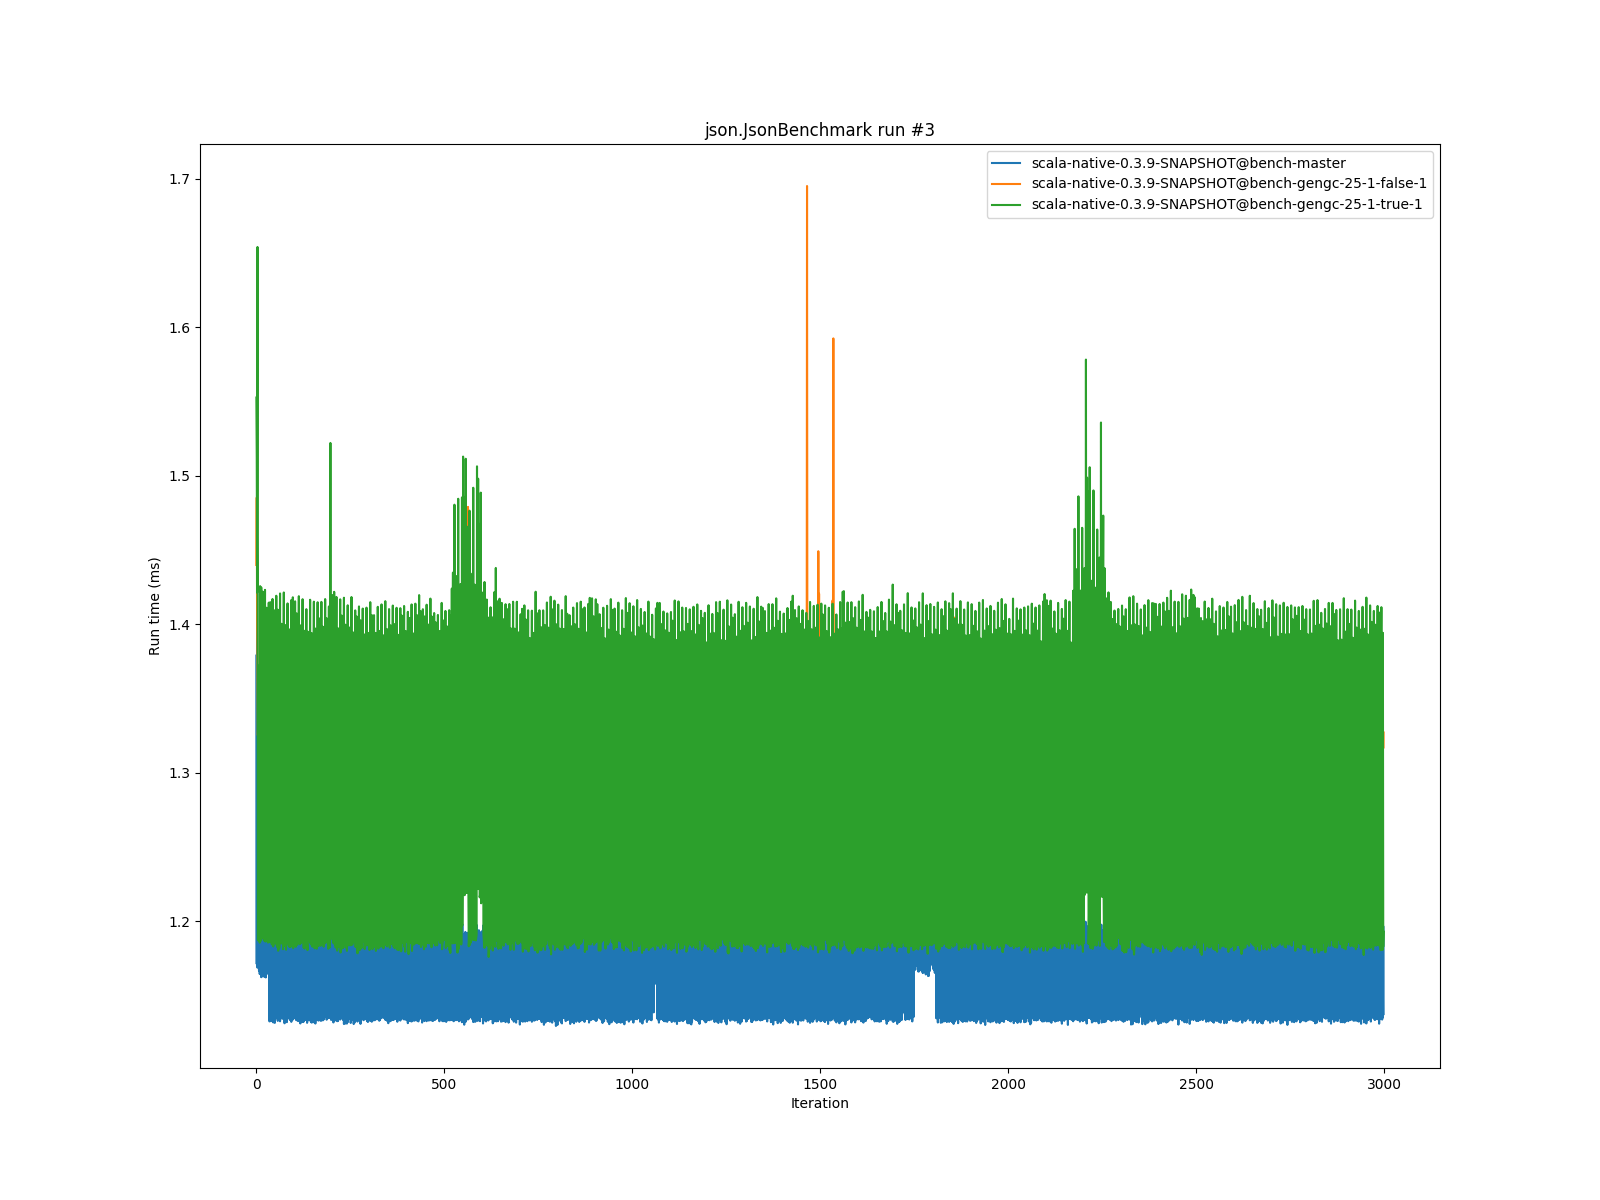 json.JsonBenchmark run #3
scala-native-0.3.9-SNAPSHOT@bench-master
scala-native-0.3.9-SNAPSHOT@bench-gengc-25-1-false-1
scala-native-0.3.9-SNAPSHOT@bench-gengc-25-1-true-1
Run time (ms)
1.7
1.6
1.5
1.4
1.3
1.2
0 500 1000 1500 2000 2500 3000
Iteration